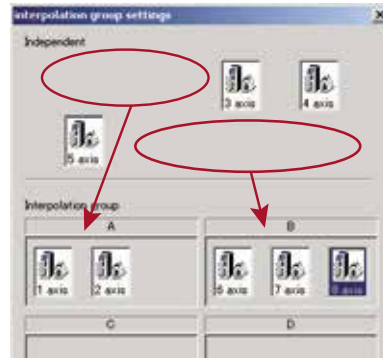 interpolation group settings
Independent
3 axis
4 axis
5 axis
Interpolation group
A
B
1 axis
2 axis
6 axis
7 axis
8 axis
C
D